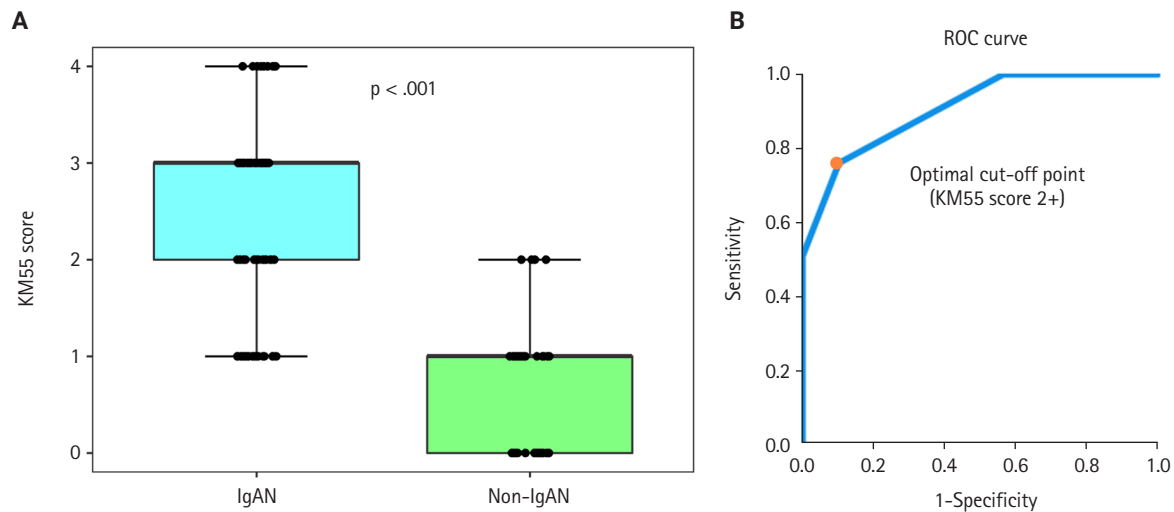 A
p < .001
KM55 score
4
3
2
1
0
IgAN
Non-IgAN
B
ROC curve
Optimal cut-off point
(KM55 score 2+)
Sensitivity
1.0
0.8
0.6
0.4
0.2
0.0
0.0
0.2
0.4
0.6
0.8
1.0
1-Specificity